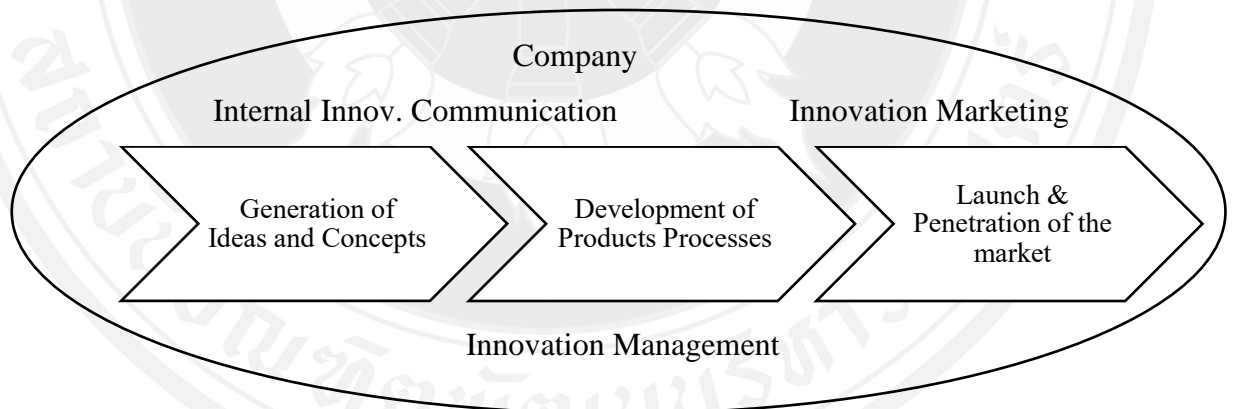 Company
Internal Innov. Communication
Innovation Marketing
Generation of
Ideas and Concepts
Development of
Products Processes
Launch &
Penetration of the
market
Innovation Management